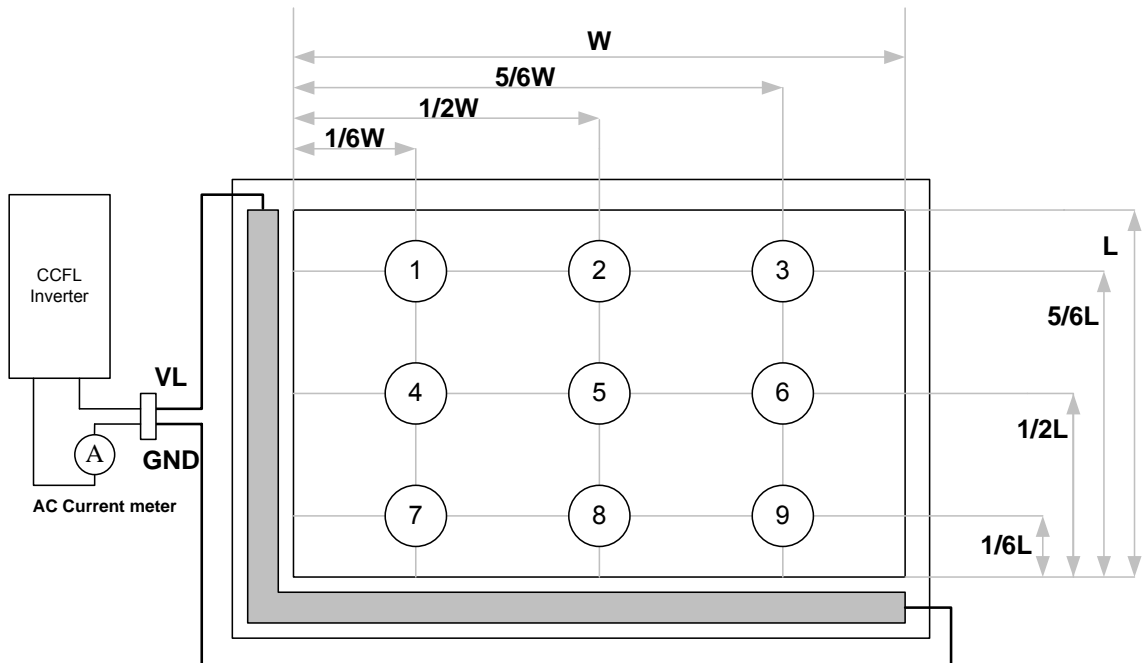 W
5/6W
1/2W
1/6W
L
CCFL
Inverter
1 2 3
5/6L
VL
4 5 6
1/2L
A
GND
AC Current meter
7 8 9
1/6L